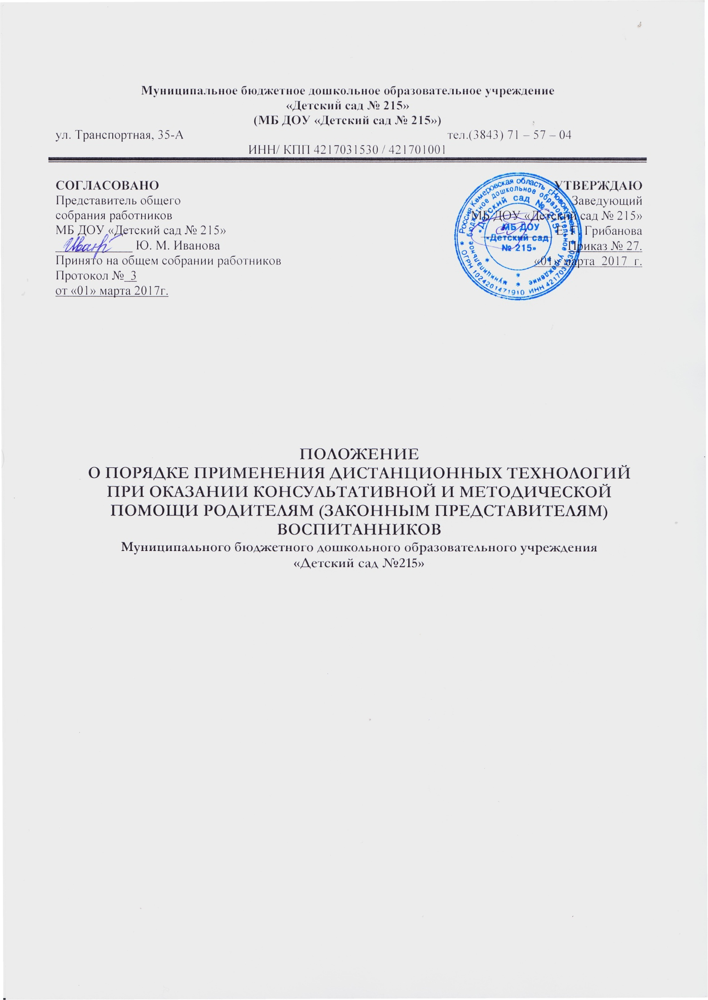 Муниципальное бюджетное дошкольное образовательное учреждение
«Детский сад № 215»
(МБ ДОУ «Детский сад № 215»)
ул. Транспортная, 35-А тел.(3843) 71 – 57 – 04
ИНН/ КПП 4217031530 / 421701001
СОГЛАСОВАНО
Представитель общего
собрания работников
МБ ДОУ «Детский сад № 215»
Ю. М. Иванова
Принято на общем собрании работников
Протокол № 3
от «01» марта 2017г.
УТВЕРЖДАЮ
Заведующий
МБ ДОУ «Детский сад № 215»
Грибанова
Приказ № 27.
«01» марта 2017 г.
Россия Кемеровская область г.Новокузнецк
ОГРН 1024201471910 ИНН 4217031530
муниципальное бюджетное дошкольное образовательное учреждение
«Детский сад № 215»
МБ ДОУ
«Детский сад
№ 215»
ПОЛОЖЕНИЕ
О ПОРЯДКЕ ПРИМЕНЕНИЯ ДИСТАНЦИОННЫХ ТЕХНОЛОГИЙ
ПРИ ОКАЗАНИИ КОНСУЛЬТАТИВНОЙ И МЕТОДИЧЕСКОЙ
ПОМОЩИ РОДИТЕЛЯМ (ЗАКОННЫМ ПРЕДСТАВИТЕЛЯМ)
ВОСПИТАННИКОВ
Муниципального бюджетного дошкольного образовательного учреждения
«Детский сад №215»